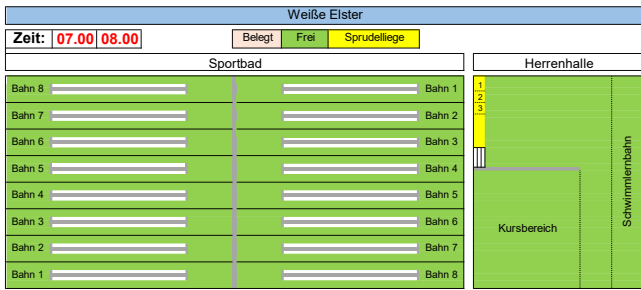 Weiße Elster
Zeit: 07.00 08.00 Belegt Frei Sprudelliege
Sportbad Herrenhalle
Bahn 8 Bahn 1 1
2
Bahn 7 Bahn 2 3
Bahn 6 Bahn 3
Bahn 5 Bahn 4
Bahn 4 Bahn 5
Bahn 3 Bahn 6 Kursbereich Schwimmlernbahn
Bahn 2 Bahn 7
Bahn 1 Bahn 8